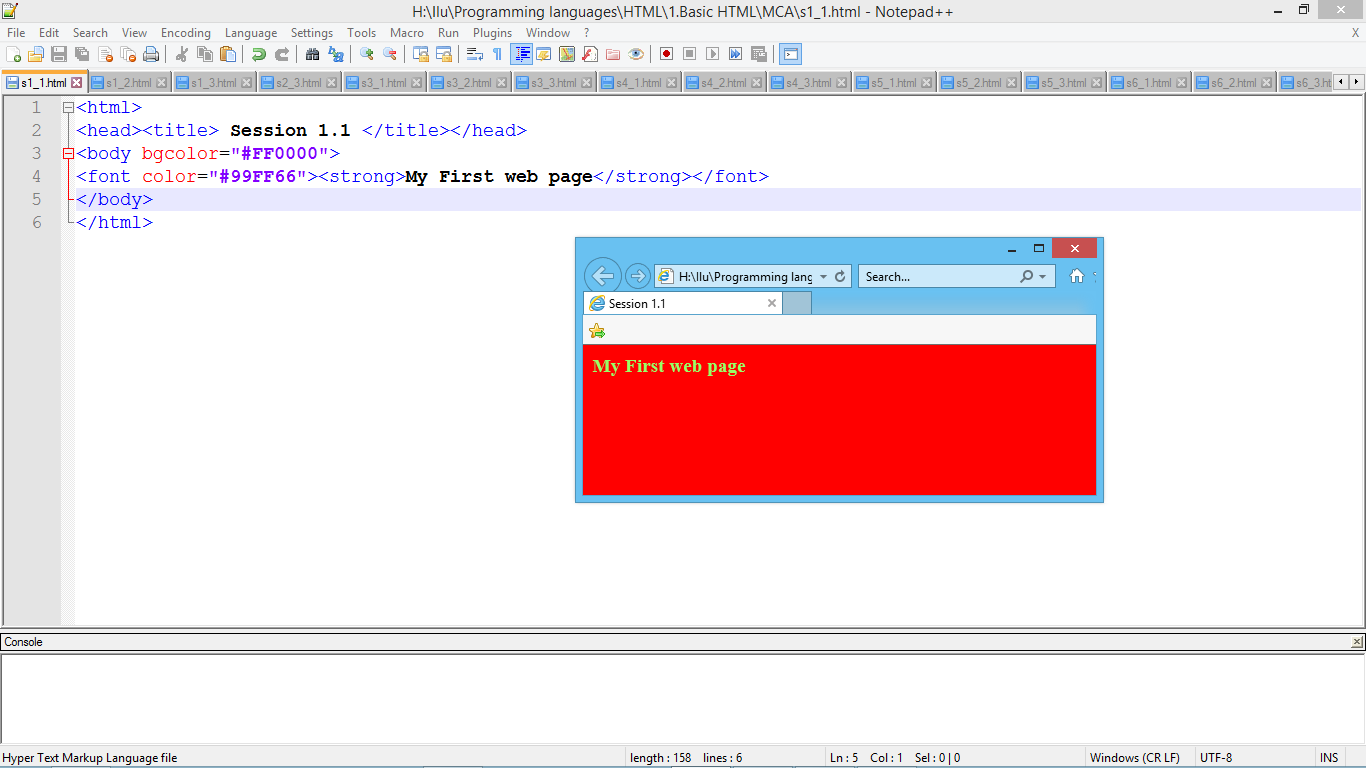 H:\Ilu\Programming languages\HTML\1.Basic HTML\MCA\s1_1.html - Notepad++
File Edit Search View Encoding Language Settings Tools Macro Run Plugins Window ? X
s1_1.html s1_2.html s1_3.html s2_3.html s3_1.html s3_2.html s3_3.html s4_1.html s4_2.html s4_3.html s5_1.html s5_2.html s5_3.html s6_1.html s6_2.html s6_3.ht
1 <html>
2 <head><title> Session 1.1 </title></head>
3 <body bgcolor="#FF0000">
4 <font color="#99FF66"><strong>My First web page</strong></font>
5 </body>
6 </html>
H:\Ilu\Programming lang Search...
Session 1.1
My First web page
Console
Hyper Text Markup Language file length : 158 lines : 6 Ln : 5 Col : 1 Sel : 0 | 0 Windows (CR LF) UTF-8 INS